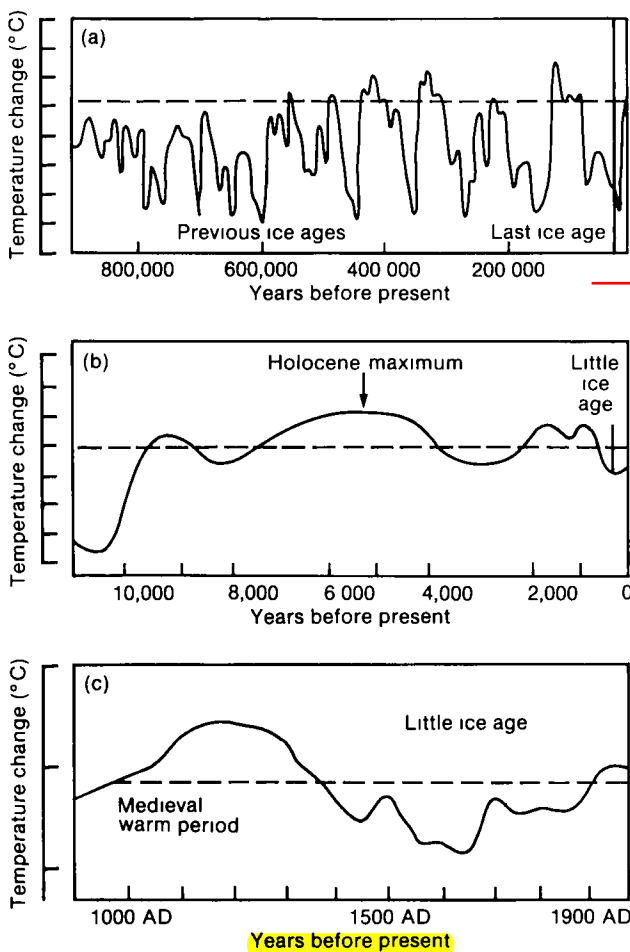 (a)
Temperature change (°C)
Previous ice ages
Last ice age
800,000 600,000 400 000 200 000
Years before present
(b)
Temperature change (°C)
Holocene maximum
Little
ice
age
10,000 8,000 6 000 4,000 2,000 0
Years before present
(c)
Temperature change (°C)
Little ice age
Medieval
warm period
1000 AD 1500 AD 1900 AD
Years before present